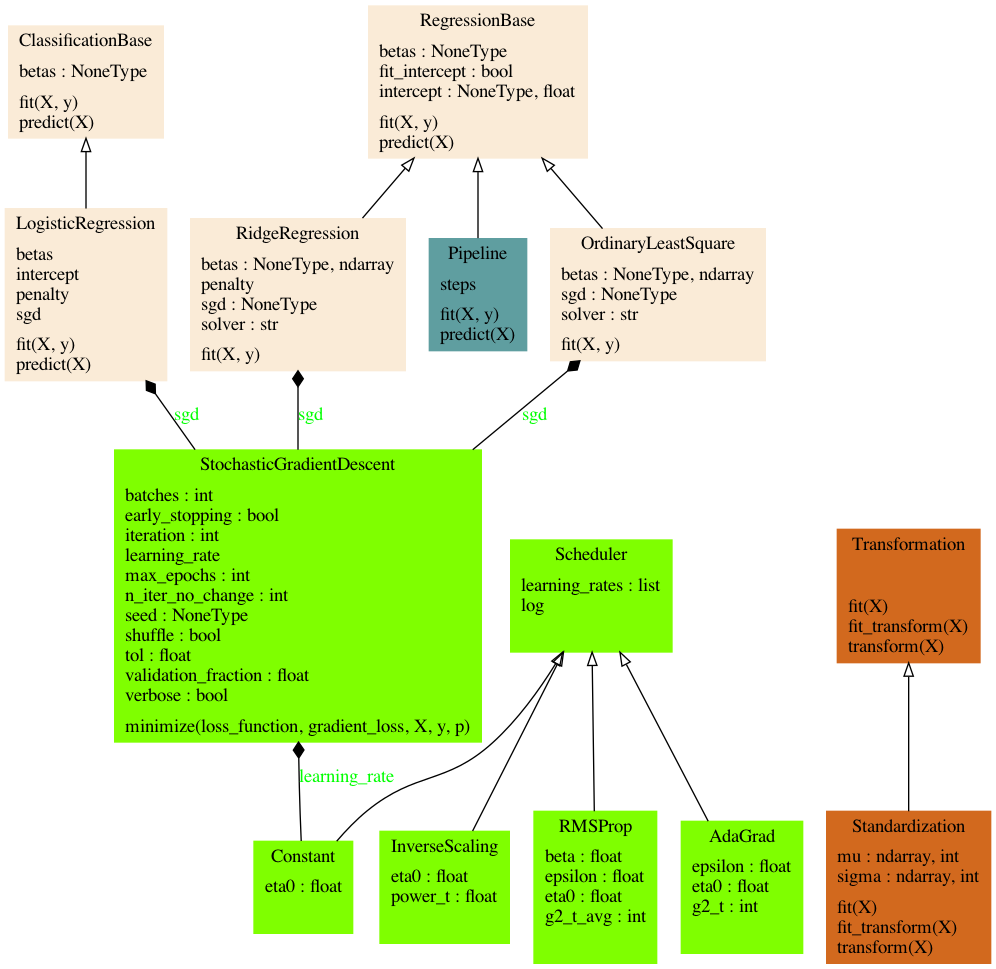 ClassificationBase
betas : NoneType
fit(X, y)
predict(X)
RegressionBase
betas : NoneType
fit_intercept : bool
intercept : NoneType, float
fit(X, y)
predict(X)
LogisticRegression
betas
intercept
penalty
sgd
fit(X, y)
predict(X)
RidgeRegression
betas : NoneType, ndarray
penalty
sgd : NoneType
solver : str
fit(X, y)
Pipeline
steps
fit(X, y)
predict(X)
OrdinaryLeastSquare
betas : NoneType, ndarray
sgd : NoneType
solver : str
fit(X, y)
sgd
sgd
sgd
StochasticGradientDescent
batches : int
early_stopping : bool
iteration : int
learning_rate
max_epochs : int
n_iter_no_change : int
seed : NoneType
shuffle : bool
tol : float
validation_fraction : float
verbose : bool
minimize(loss_function, gradient_loss, X, y, p)
Scheduler
learning_rates : list
log
Transformation
fit(X)
fit_transform(X)
transform(X)
learning_rate
Constant
eta0 : float
InverseScaling
eta0 : float
power_t : float
RMSProp
beta : float
epsilon : float
eta0 : float
g2_t_avg : int
AdaGrad
epsilon : float
eta0 : float
g2_t : int
Standardization
mu : ndarray, int
sigma : ndarray, int
fit(X)
fit_transform(X)
transform(X)